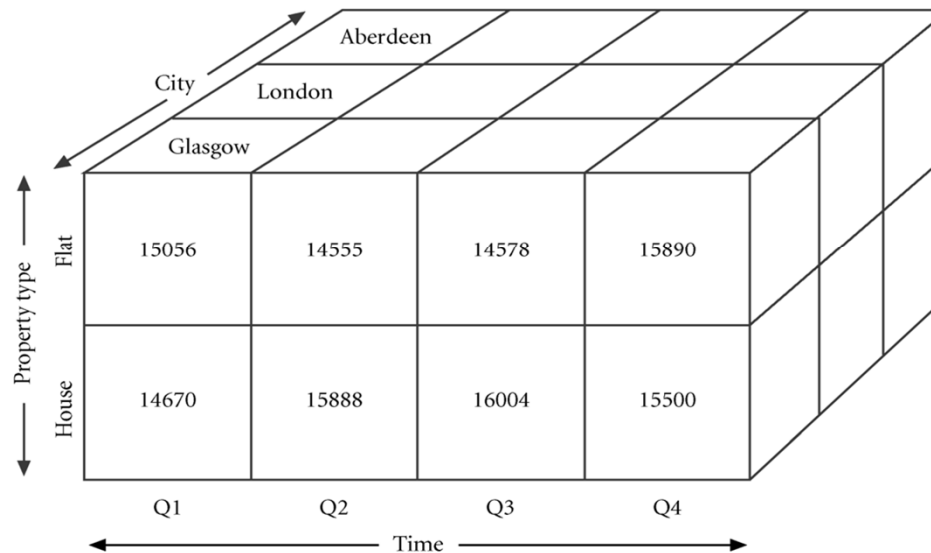 Aberdeen
City
London
Glasgow
Property type
Flat
15056 14555 14578 15890
House
14670 15888 16004 15500
Q1 Q2 Q3 Q4
Time